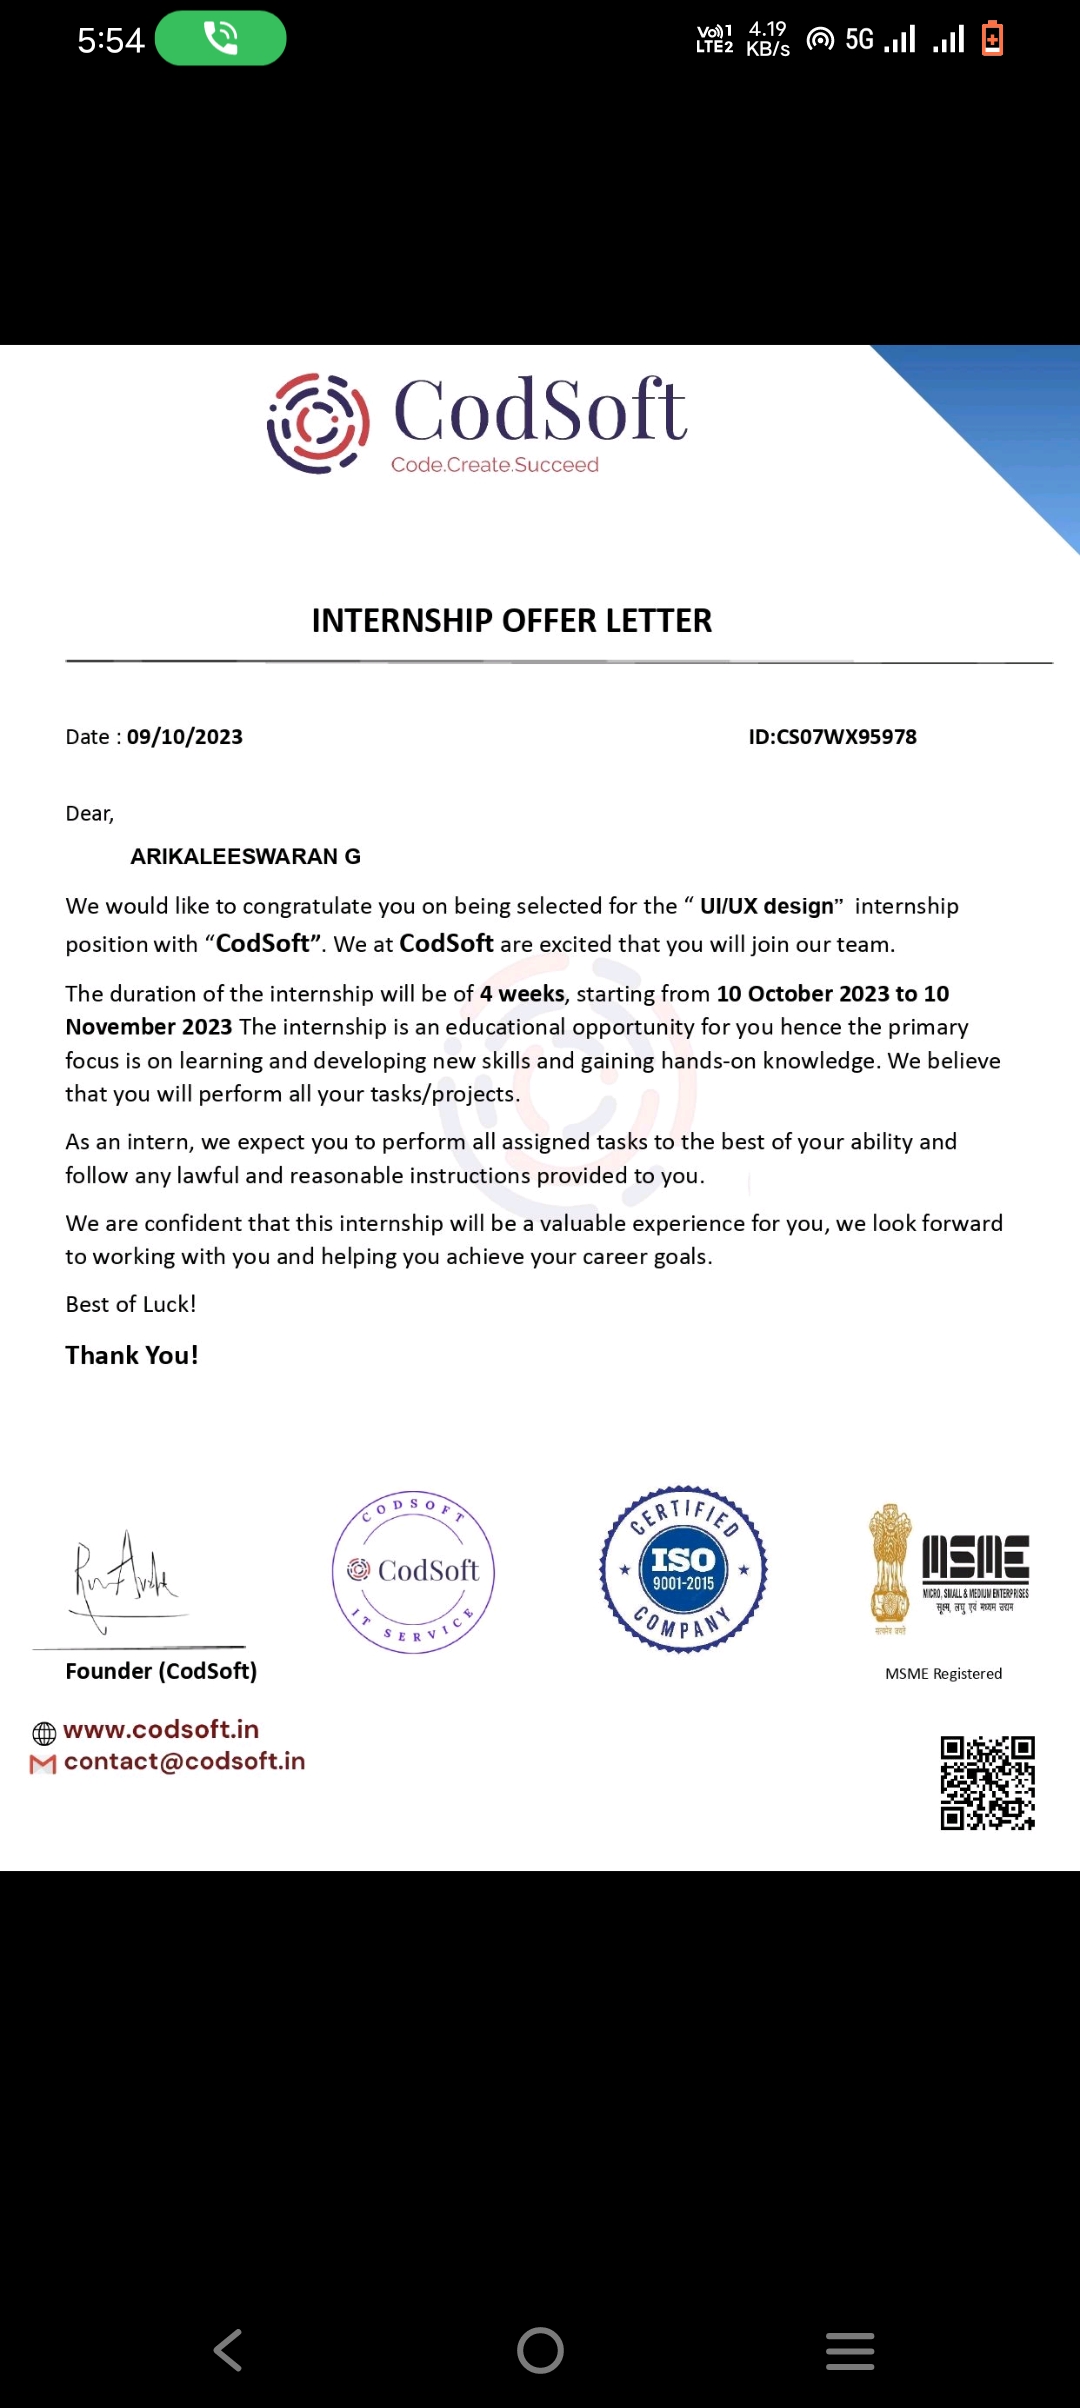 5:54
Vo)) 1 LTE2 4.19 KB/s 5G
CodSoft
Code.Create.Succeed
INTERNSHIP OFFER LETTER
Date : 09/10/2023 ID:CS07WX95978
Dear,
ARIKALEESWARAN G
We would like to congratulate you on being selected for the “ UI/UX design” internship
position with “CodSoft”. We at CodSoft are excited that you will join our team.
The duration of the internship will be of 4 weeks, starting from 10 October 2023 to 10
November 2023 The internship is an educational opportunity for you hence the primary
focus is on learning and developing new skills and gaining hands-on knowledge. We believe
that you will perform all your tasks/projects.
As an intern, we expect you to perform all assigned tasks to the best of your ability and
follow any lawful and reasonable instructions provided to you.
We are confident that this internship will be a valuable experience for you, we look forward
to working with you and helping you achieve your career goals.
Best of Luck!
Thank You!
CODSOFT
CodSoft
IT SERVICE
CERTIFIED
ISO
9001-2015
COMPANY
MSME
MICRO, SMALL & MEDIUM ENTERPRISES
सूक्ष्म, लघु एवं मध्यम उद्यम
सत्यमेव जयते
Founder (CodSoft)
MSME Registered
www.codsoft.in
contact@codsoft.in